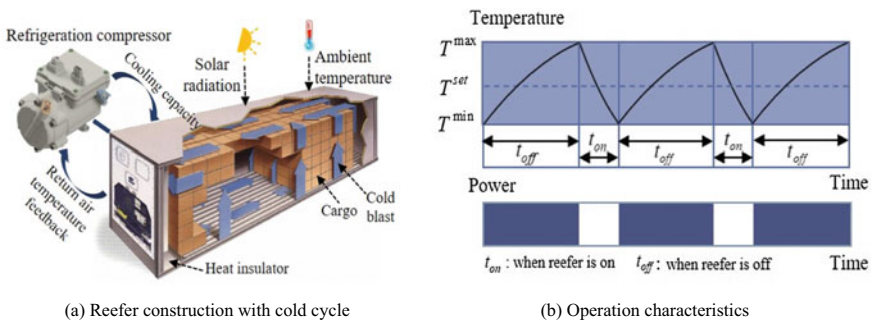 Refrigeration compressor
Cooling capacity
Solar
radiation
Ambient
temperature
Return air
temperature
feedback
Cargo
Cold
blast
Heat insulator
(a) Reefer construction with cold cycle
Temperature
T^max
T^set
T^min
t_off t_on t_off t_on t_off
Power Time
t_on : when reefer is on t_off : when reefer is off Time
(b) Operation characteristics